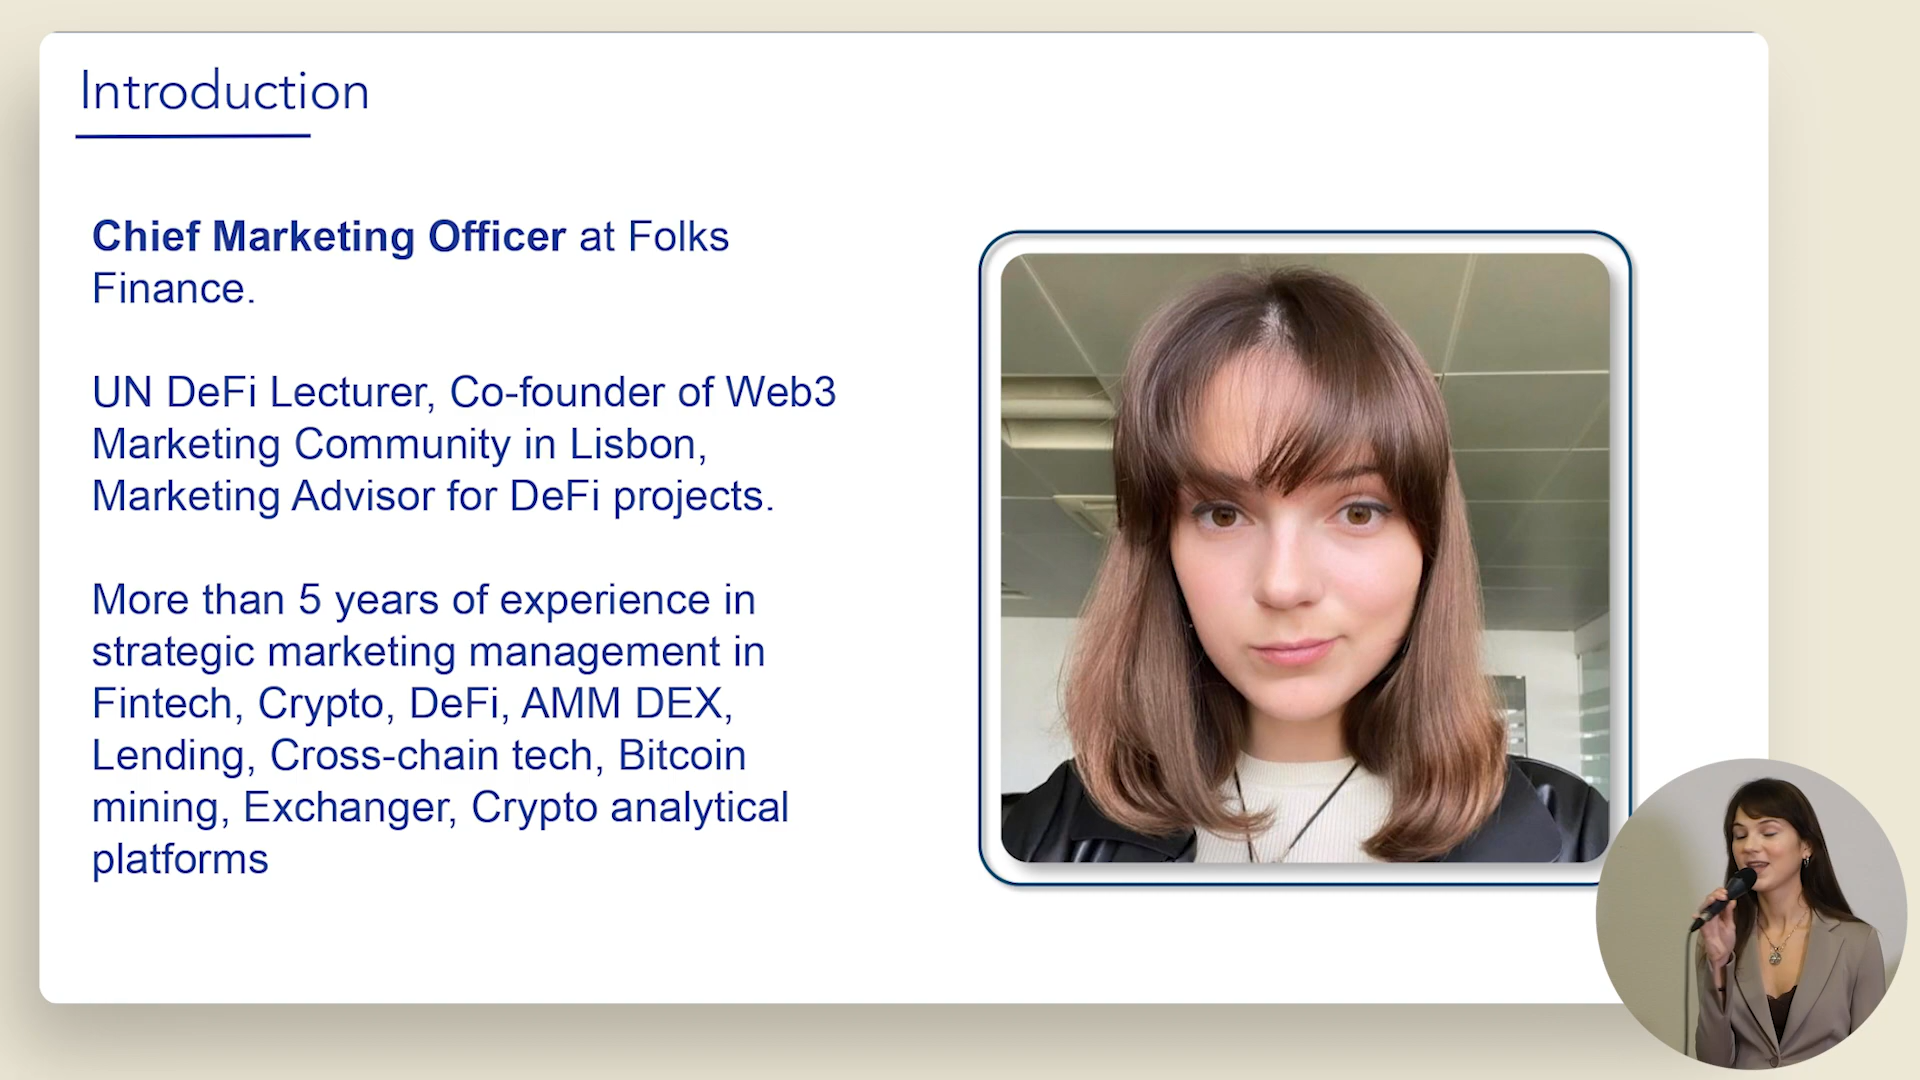 Introduction
Chief Marketing Officer at Folks
Finance.
UN DeFi Lecturer, Co-founder of Web3
Marketing Community in Lisbon,
Marketing Advisor for DeFi projects.
More than 5 years of experience in
strategic marketing management in
Fintech, Crypto, DeFi, AMM DEX,
Lending, Cross-chain tech, Bitcoin
mining, Exchanger, Crypto analytical
platforms